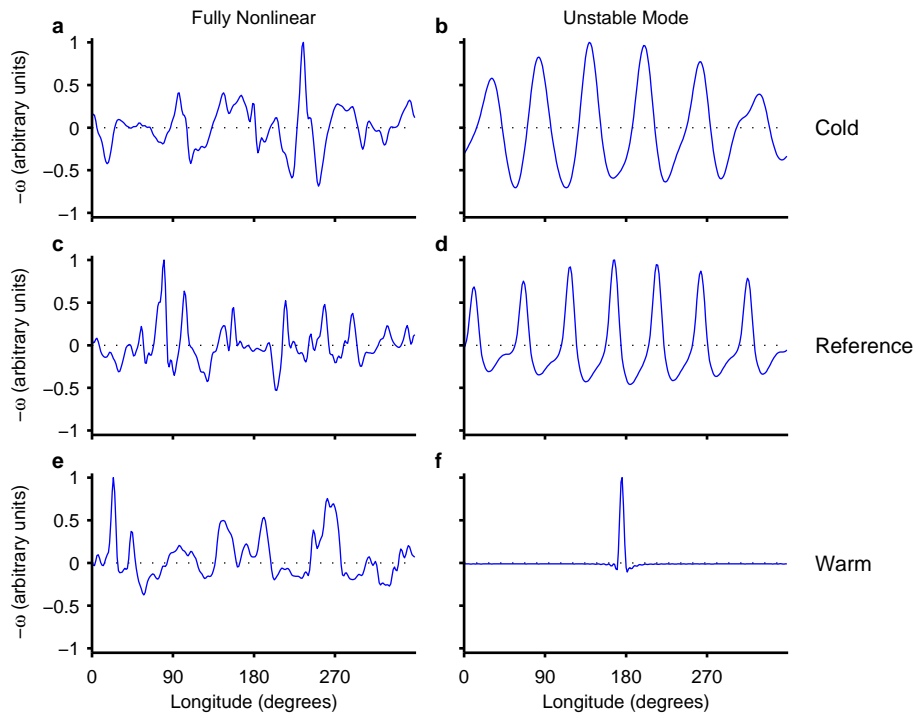 Fully Nonlinear
Unstable Mode
a
b
1
0.5
0
−0.5
−1
−ω (arbitrary units)
Cold
c
d
1
0.5
0
−0.5
−1
−ω (arbitrary units)
Reference
e
f
1
0.5
0
−0.5
−1
−ω (arbitrary units)
Warm
0 90 180 270
0 90 180 270
Longitude (degrees)
Longitude (degrees)